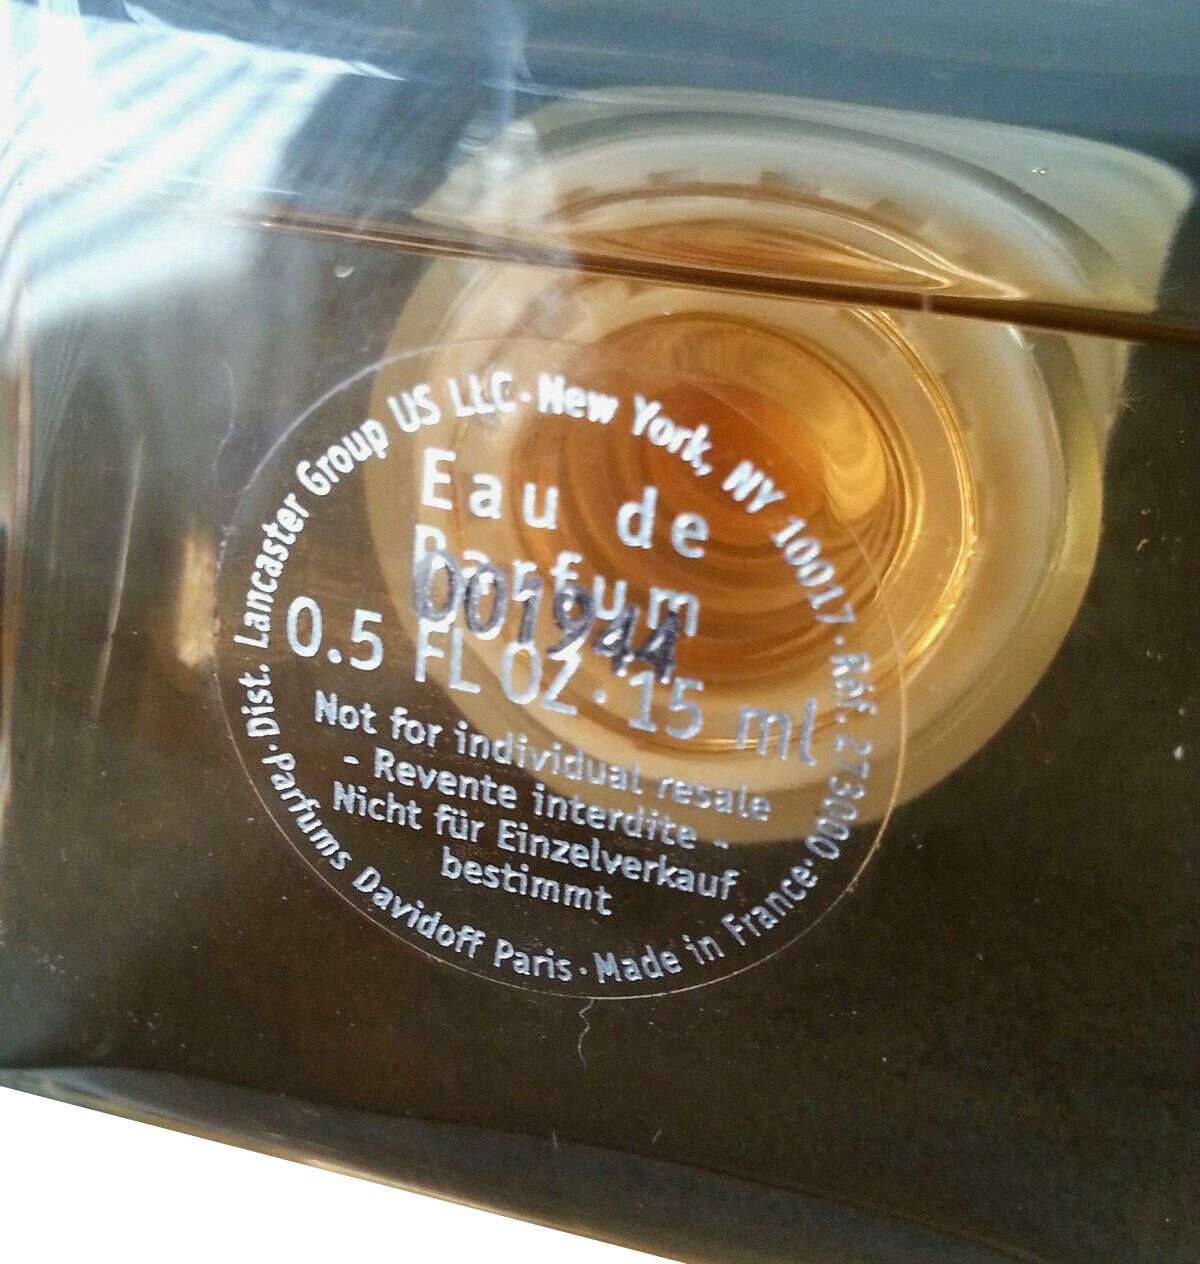 Dist. Lancaster Group US LLC · New York, NY 10017 · Réf. 273000 ·
Parfums Davidoff Paris · Made in France ·
Eau de
Parfum
001944
0.5 FL OZ · 15 ml
Not for individual resale
- Revente interdite -
Nicht für Einzelverkauf
bestimmt